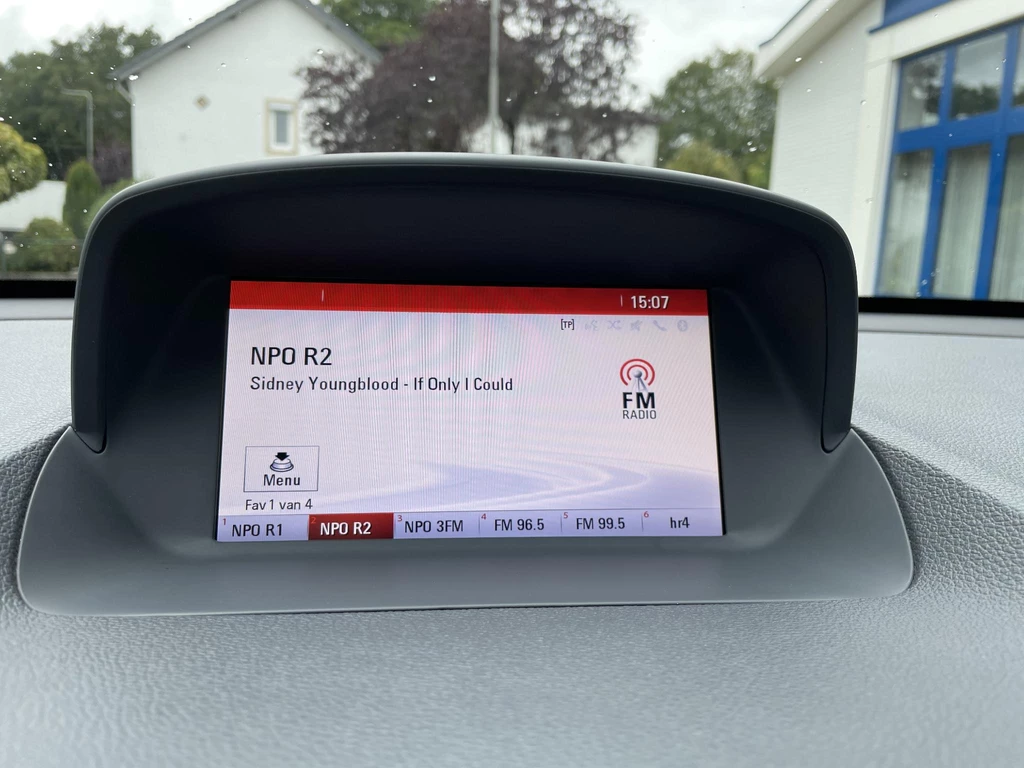 15:07
[TP]
NPO R2
Sidney Youngblood - If Only I Could
FM
RADIO
Menu
Fav 1 van 4
1 NPO R1 2 NPO R2 3 NPO 3FM 4 FM 96.5 5 FM 99.5 6 hr4